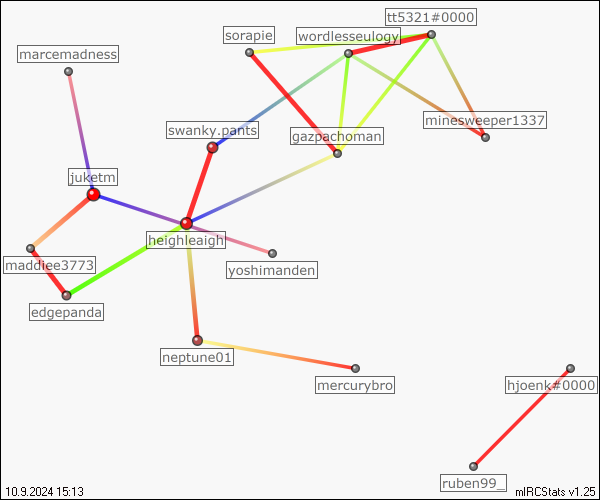 tt5321#0000
sorapie
wordlesseulogy
marcemadness
minesweeper1337
swanky.pants
gazpachoman
juketm
heighleaigh
maddiee3773
yoshimanden
edgepanda
neptune01
mercurybro
hjoenk#0000
ruben99_
10.9.2024 15:13
mIRCStats v1.25